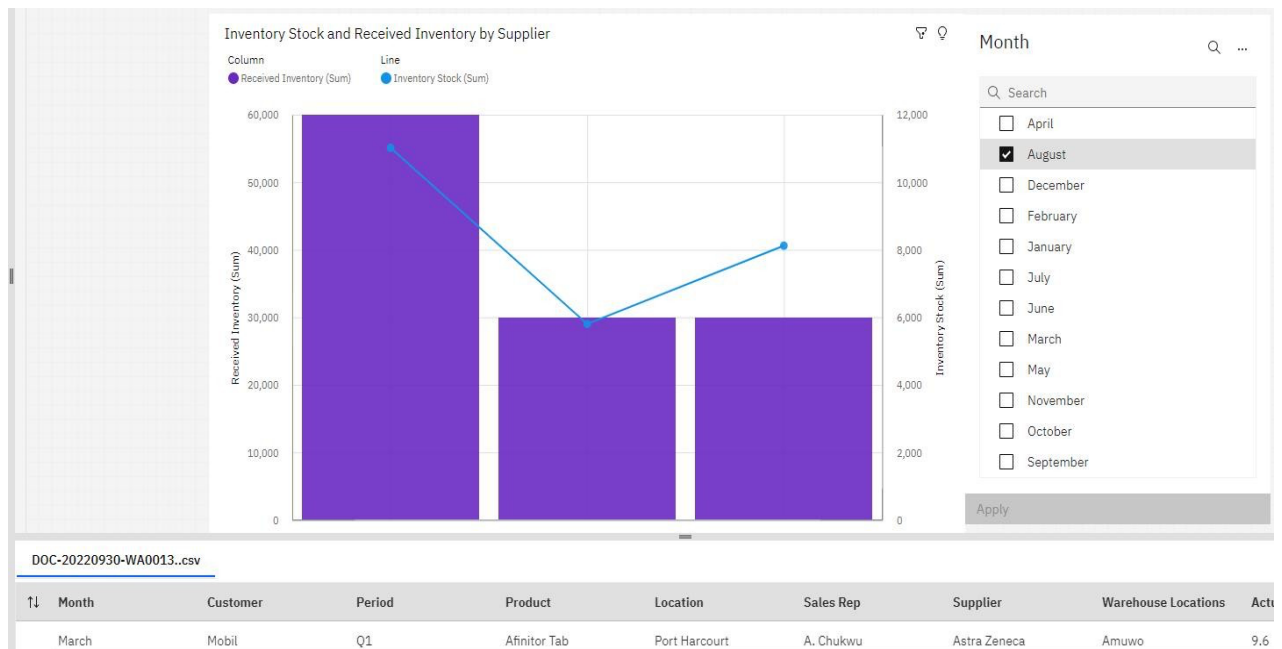 Inventory Stock and Received Inventory by Supplier
Column
Line
Received Inventory (Sum)
Inventory Stock (Sum)
60,000
50,000
40,000
30,000
20,000
10,000
0
Received Inventory (Sum)
12,000
10,000
8,000
6,000
4,000
2,000
0
Inventory Stock (Sum)
Month
...
Search
April
August
December
February
January
July
June
March
May
November
October
September
Apply
DOC-20220930-WA0013..csv
Month Customer Period Product Location Sales Rep Supplier Warehouse Locations Actu
March Mobil Q1 Afinitor Tab Port Harcourt A. Chukwu Astra Zeneca Amuwo 9.6